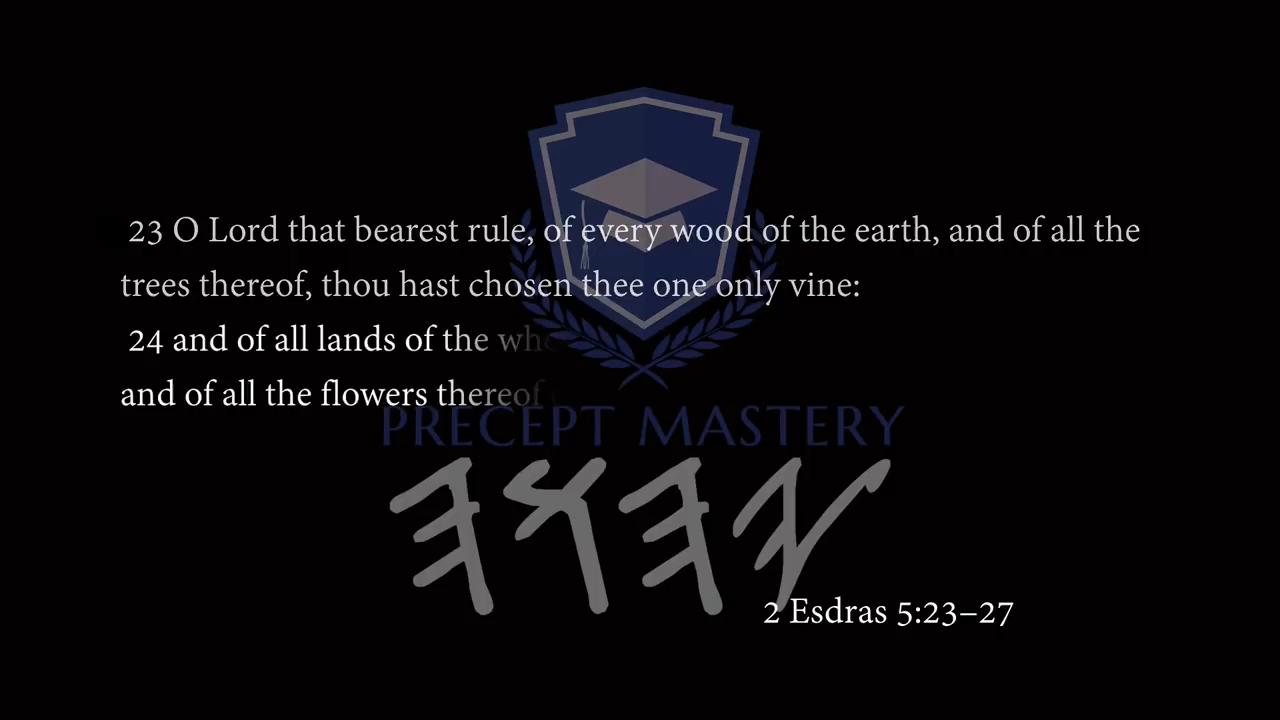 23 O Lord that bearest rule, of every wood of the earth, and of all the
trees thereof, thou hast chosen thee one only vine:
24 and of all lands of the
and of all the flowers thereof
PRECEPT MASTERY
𐤉𐤄𐤅𐤄
2 Esdras 5:23–27